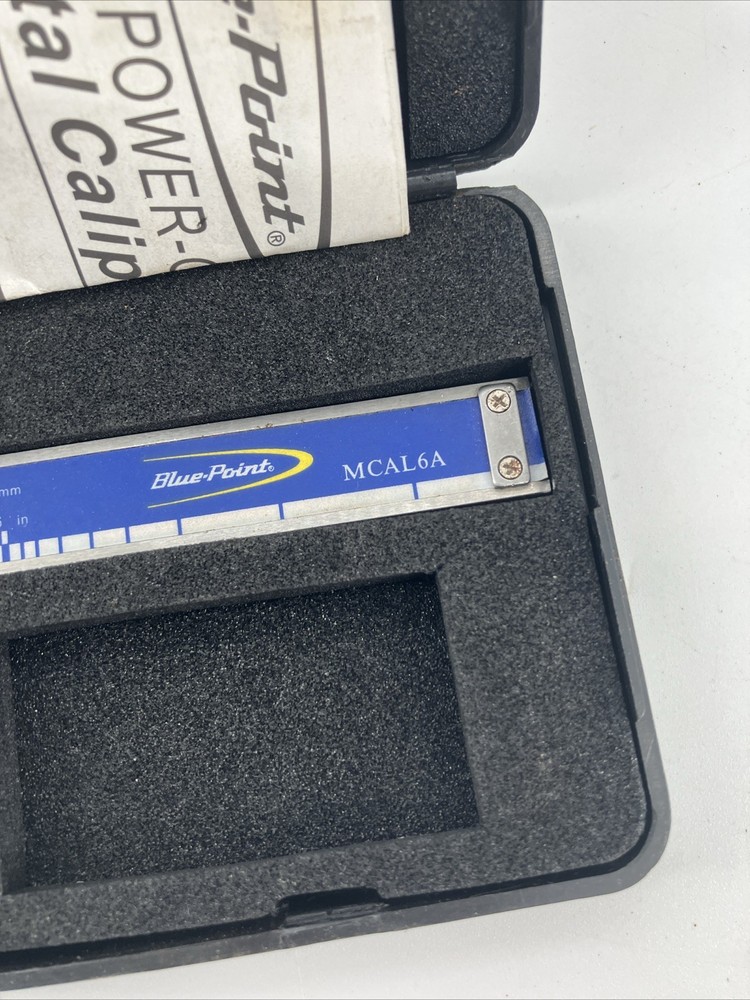 e-Point®
POWER-
tal Calip
mm
in
Blue-Point®
MCAL6A